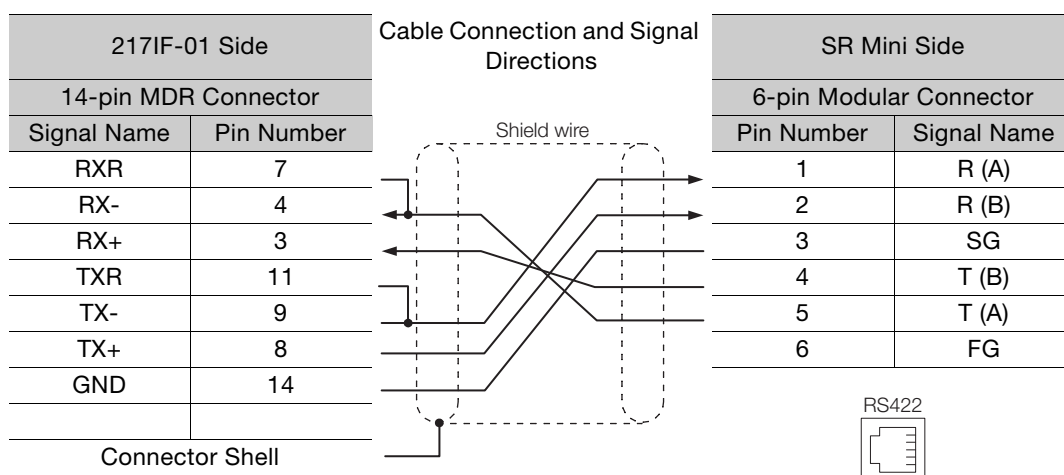 217IF-01 Side
Cable Connection and Signal
Directions
SR Mini Side
14-pin MDR Connector
6-pin Modular Connector
Signal Name Pin Number
Shield wire
Pin Number Signal Name
RXR 7
1 R (A)
RX- 4
2 R (B)
RX+ 3
3 SG
TXR 11
4 T (B)
TX- 9
5 T (A)
TX+ 8
6 FG
GND 14
RS422
Connector Shell